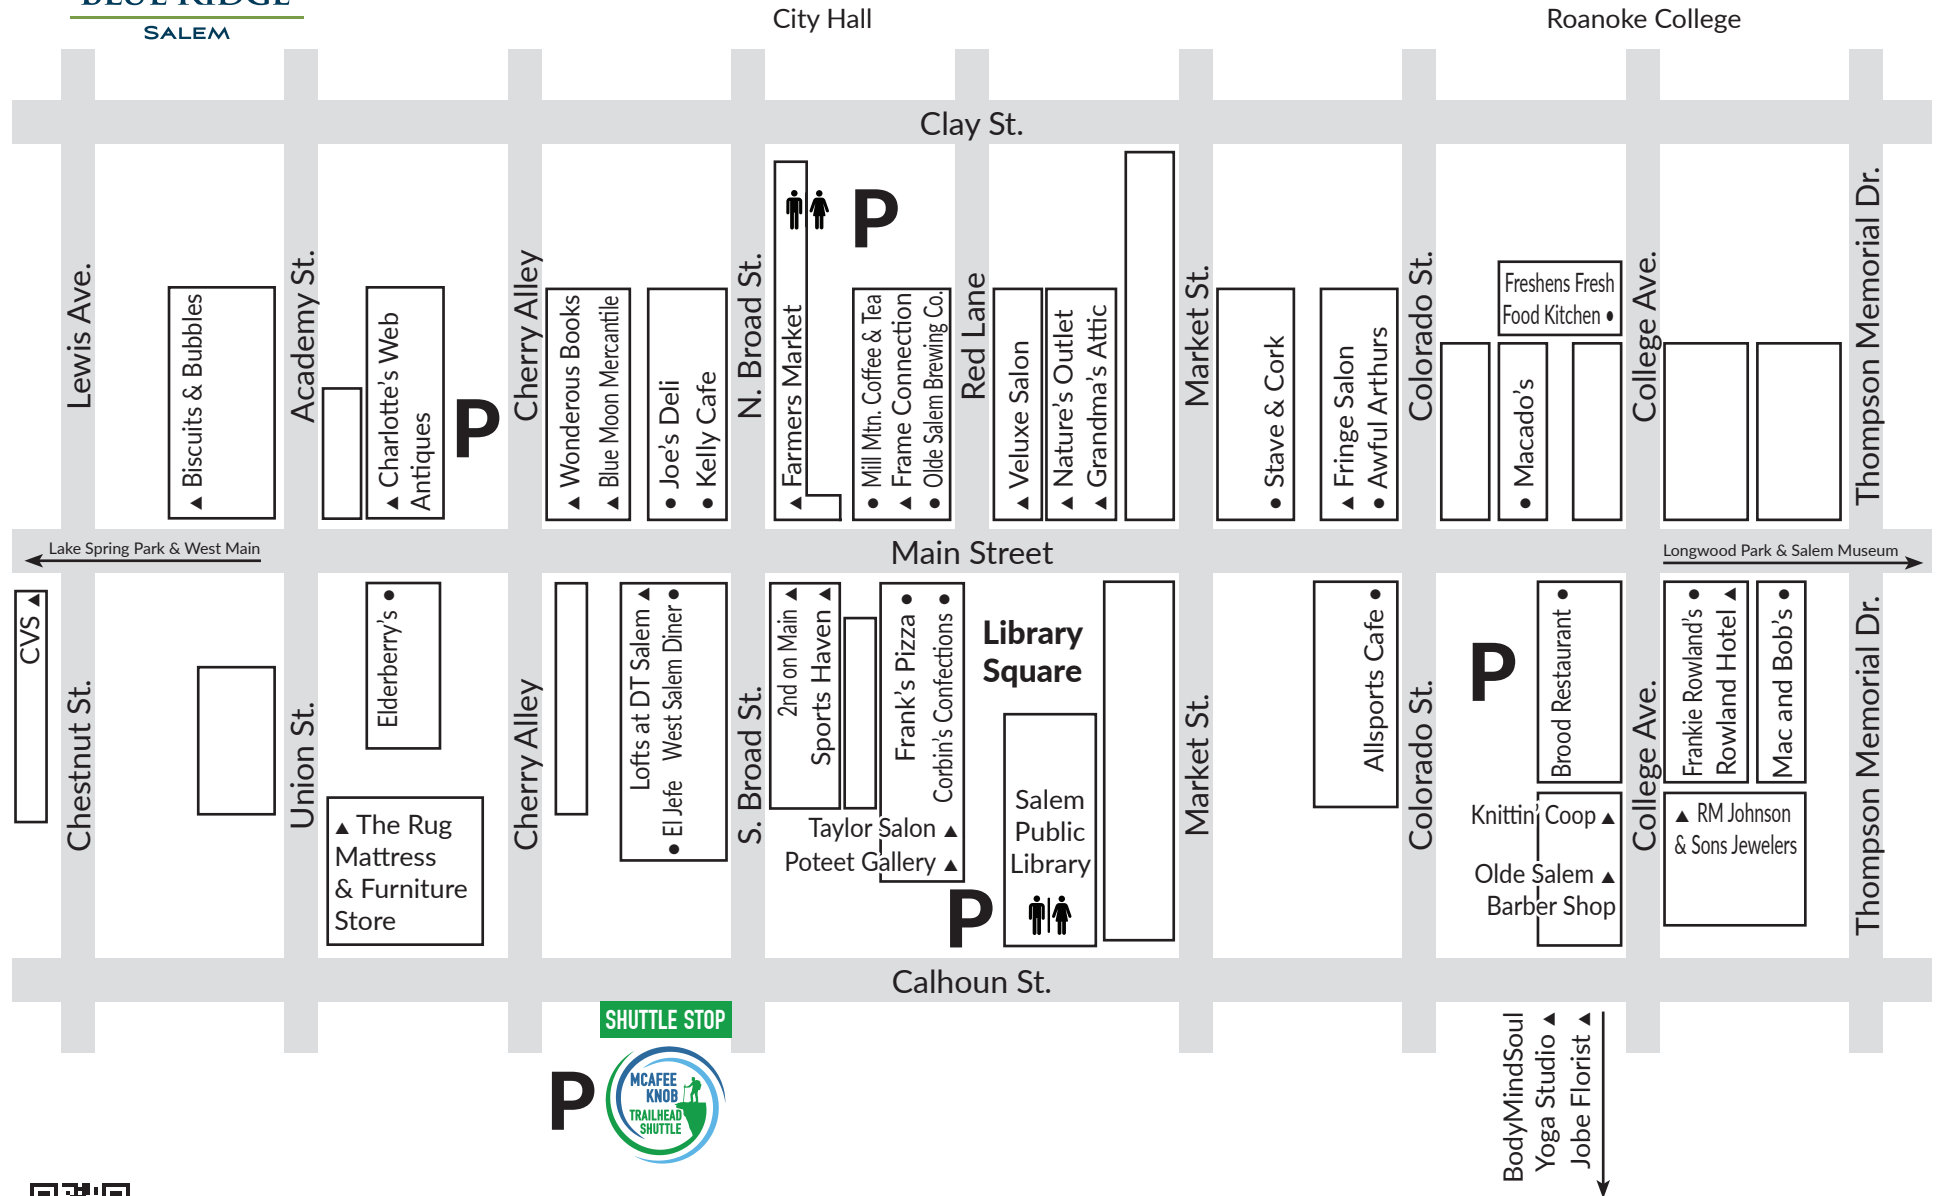 BLUE RIDGE
SALEM
City Hall
Roanoke College
Clay St.
Lewis Ave.
▲ Biscuits & Bubbles
Academy St.
▲ Charlotte's Web
Antiques
P
Cherry Alley
▲ Wonderous Books
▲ Blue Moon Mercantile
● Joe's Deli
● Kelly Cafe
N. Broad St.
▲ Farmers Market
P
● Mill Mtn. Coffee & Tea
▲ Frame Connection
● Olde Salem Brewing Co.
Red Lane
▲ Veluxe Salon
▲ Nature's Outlet
▲ Grandma's Attic
Market St.
● Stave & Cork
▲ Fringe Salon
● Awful Arthurs
Colorado St.
Freshens Fresh
Food Kitchen ●
● Macado's
College Ave.
Thompson Memorial Dr.
Lake Spring Park & West Main
Main Street
Longwood Park & Salem Museum
CVS ▲
Chestnut St.
Union St.
Elderberry's ●
▲ The Rug
Mattress
& Furniture
Store
Cherry Alley
Lofts at DT Salem ▲
● El Jefe West Salem Diner ●
S. Broad St.
2nd on Main ▲
Sports Haven ▲
Frank's Pizza ●
Corbin's Confections ●
Taylor Salon ▲
Poteet Gallery ▲
P
Library
Square
Salem
Public
Library
Market St.
Allsports Cafe ●
Colorado St.
P
Brood Restaurant ●
Knittin' Coop ▲
Olde Salem ▲
Barber Shop
College Ave.
Frankie Rowland's ●
Rowland Hotel ▲
Mac and Bob's ●
▲ RM Johnson
& Sons Jewelers
Thompson Memorial Dr.
Calhoun St.
SHUTTLE STOP
P
MCAFEE
KNOB
TRAILHEAD
SHUTTLE
BodyMindSoul
Yoga Studio ▲
Jobe Florist ▲